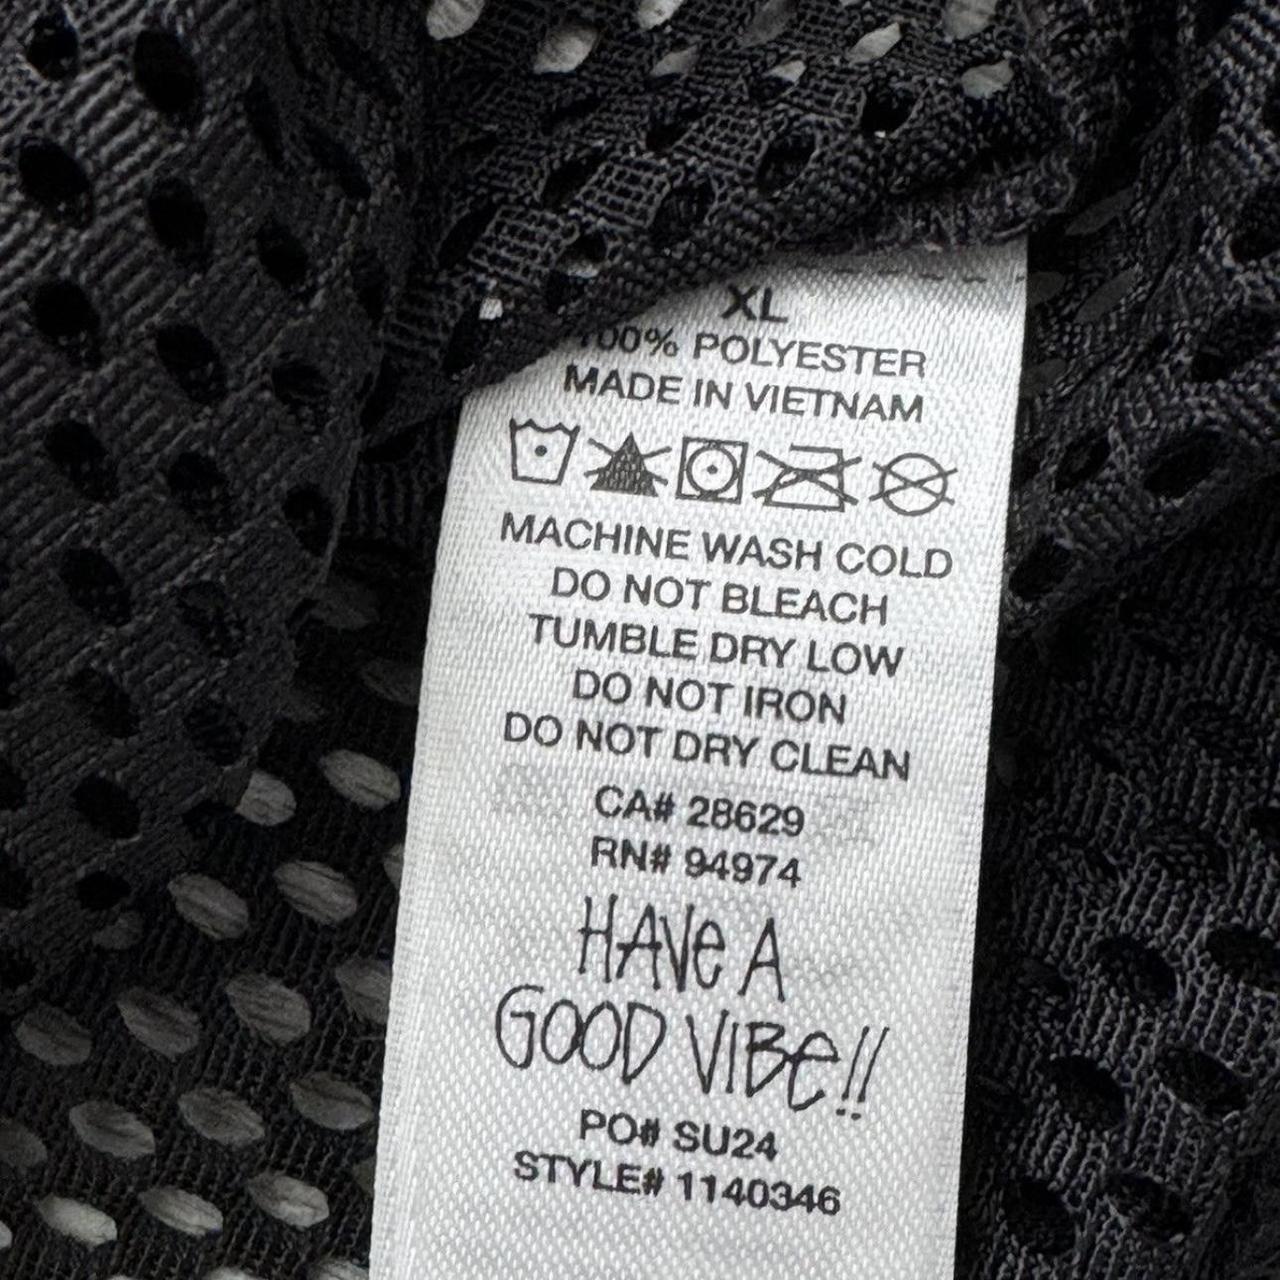 XL
100% POLYESTER
MADE IN VIETNAM
MACHINE WASH COLD
DO NOT BLEACH
TUMBLE DRY LOW
DO NOT IRON
DO NOT DRY CLEAN
CA# 28629
RN# 94974
HAVe A
GOOD VIBe!!
PO# SU24
STYLE# 1140346